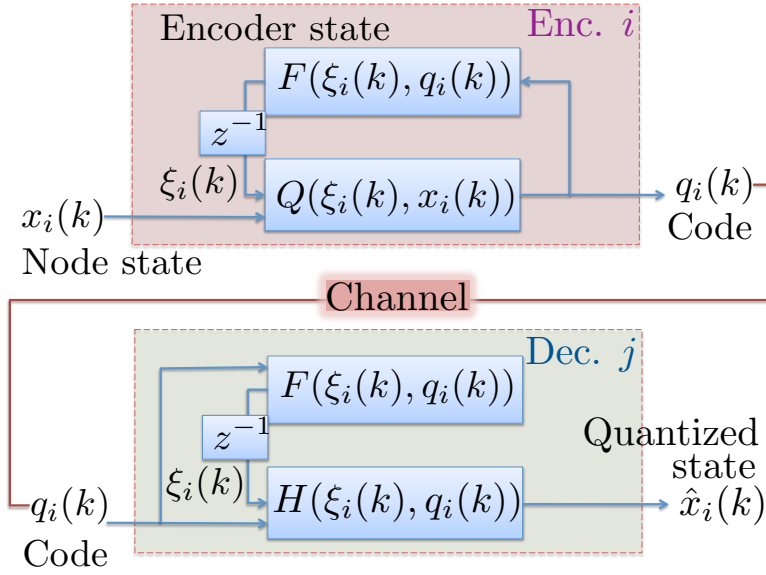 Encoder state
Enc. i
F(ξᵢ(k), qᵢ(k))
z⁻¹
ξᵢ(k)
Q(ξᵢ(k), xᵢ(k))
xᵢ(k)
Node state
qᵢ(k)
Code
Channel
Dec. j
F(ξᵢ(k), qᵢ(k))
z⁻¹
ξᵢ(k)
H(ξᵢ(k), qᵢ(k))
Quantized
state
x̂ᵢ(k)
qᵢ(k)
Code